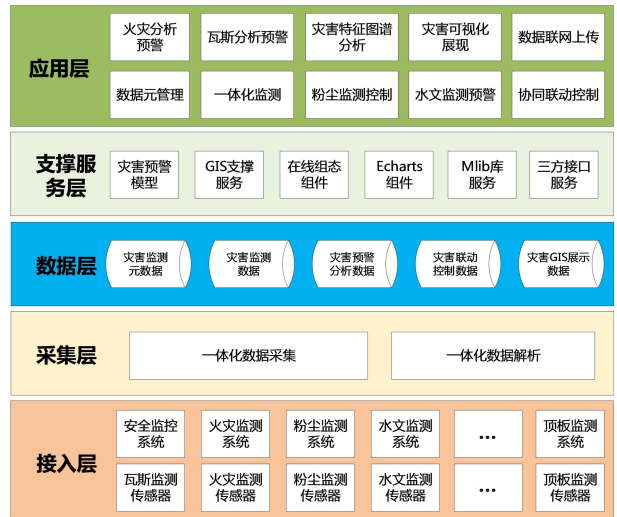 应用层
火灾分析
预警
瓦斯分析预警
灾害特征图谱
分析
灾害可视化
展现
数据联网上传
数据元管理
一体化监测
粉尘监测控制
水文监测预警
协同联动控制
支撑服
务层
灾害预警
模型
GIS支撑
服务
在线组态
组件
Echarts
组件
Mlib库
服务
三方接口
服务
数据层
灾害监测
元数据
灾害监测
数据
灾害预警
分析数据
灾害联动
控制数据
灾害GIS展示
数据
采集层
一体化数据采集
一体化数据解析
接入层
安全监控
系统
火灾监测
系统
粉尘监测
系统
水文监测
系统
...
顶板监测
系统
瓦斯监测
传感器
火灾监测
传感器
粉尘监测
传感器
水文监测
传感器
...
顶板监测
传感器